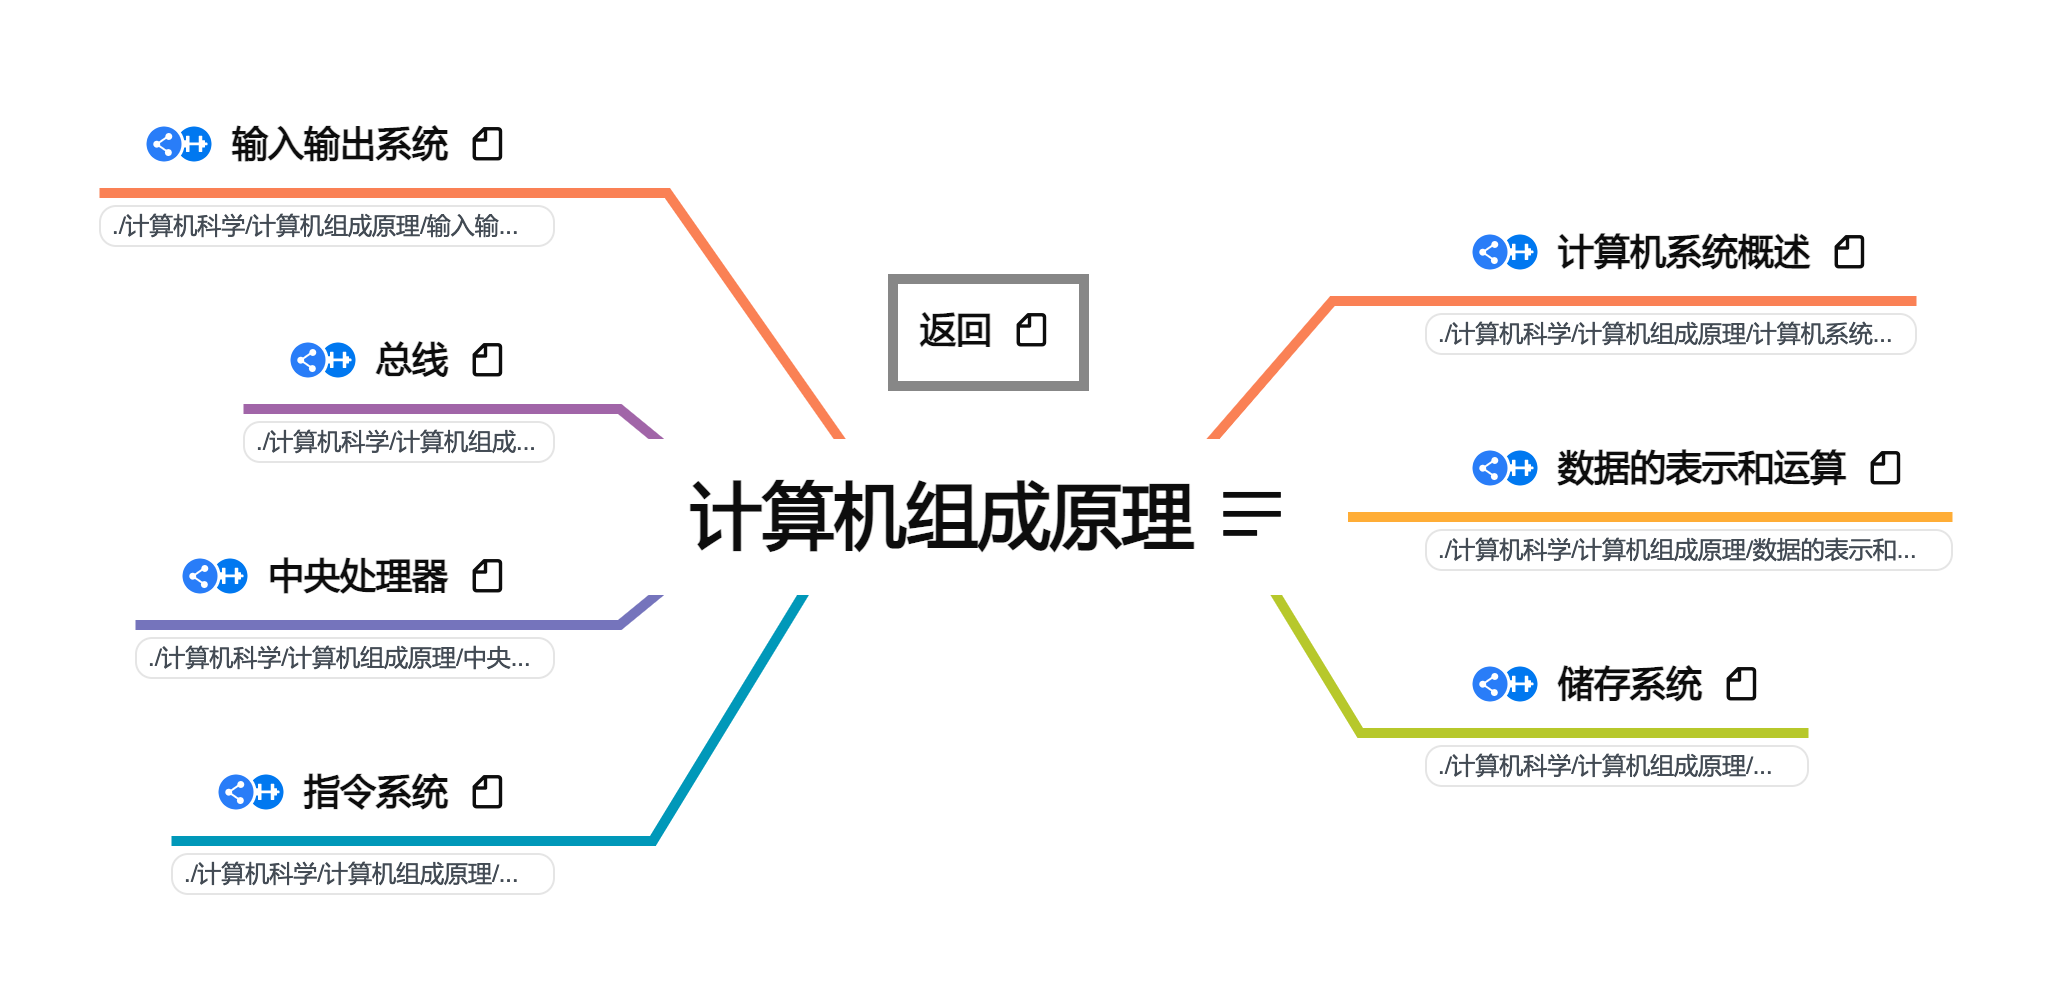 输入输出系统
./计算机科学/计算机组成原理/输入输...
总线
./计算机科学/计算机组成...
中央处理器
./计算机科学/计算机组成原理/中央...
指令系统
./计算机科学/计算机组成原理/...
返回
计算机组成原理
计算机系统概述
./计算机科学/计算机组成原理/计算机系统...
数据的表示和运算
./计算机科学/计算机组成原理/数据的表示和...
储存系统
./计算机科学/计算机组成原理/...